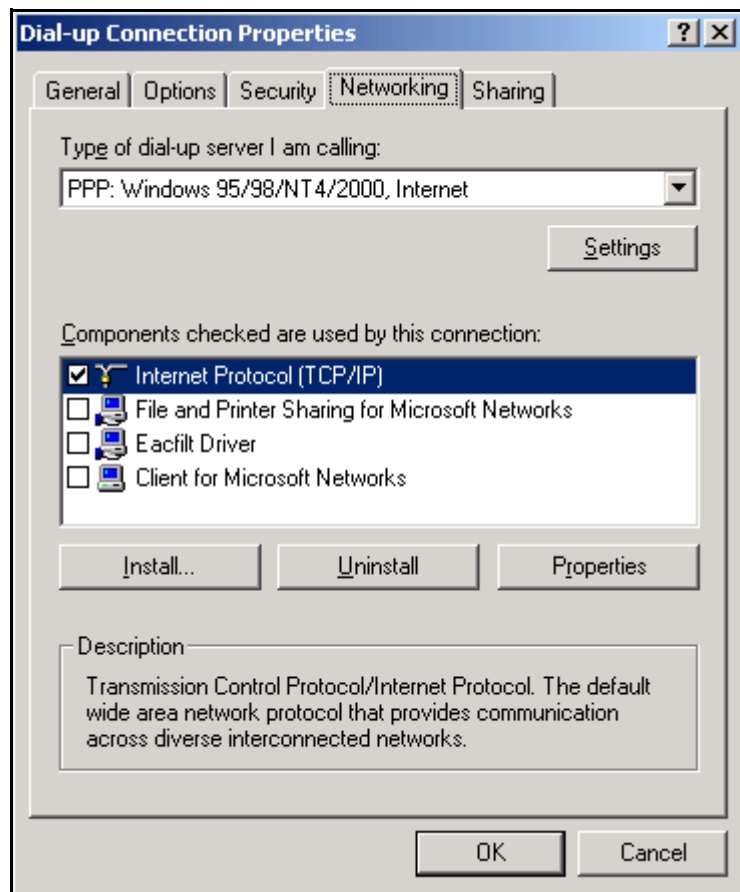 Dial-up Connection Properties
General Options Security Networking Sharing
Type of dial-up server I am calling:
PPP: Windows 95/98/NT4/2000, Internet
Settings
Components checked are used by this connection:
Internet Protocol (TCP/IP)
File and Printer Sharing for Microsoft Networks
Eacfilt Driver
Client for Microsoft Networks
Install... Uninstall Properties
Description
Transmission Control Protocol/Internet Protocol. The default
wide area network protocol that provides communication
across diverse interconnected networks.
OK Cancel